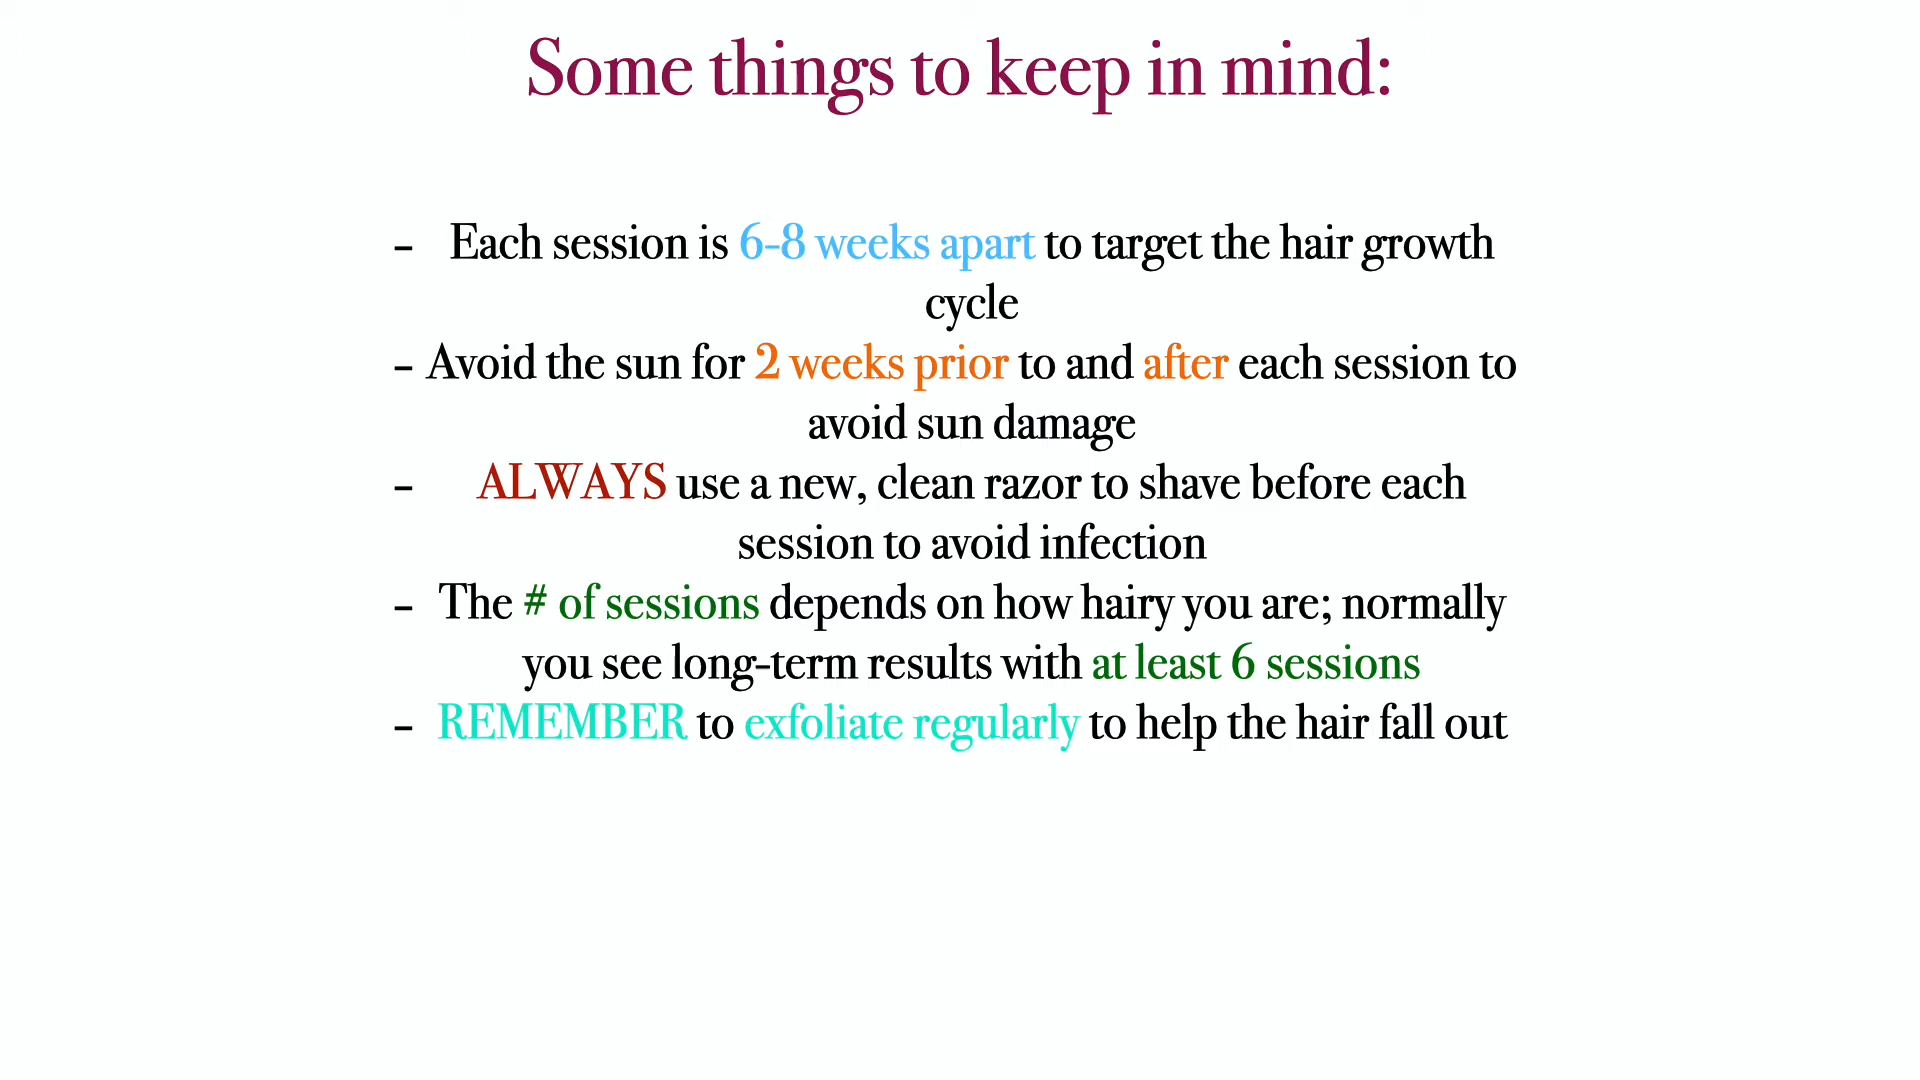 Some things to keep in mind:
– Each session is 6-8 weeks apart to target the hair growth
cycle
– Avoid the sun for 2 weeks prior to and after each session to
avoid sun damage
– ALWAYS use a new, clean razor to shave before each
session to avoid infection
– The # of sessions depends on how hairy you are; normally
you see long-term results with at least 6 sessions
– REMEMBER to exfoliate regularly to help the hair fall out